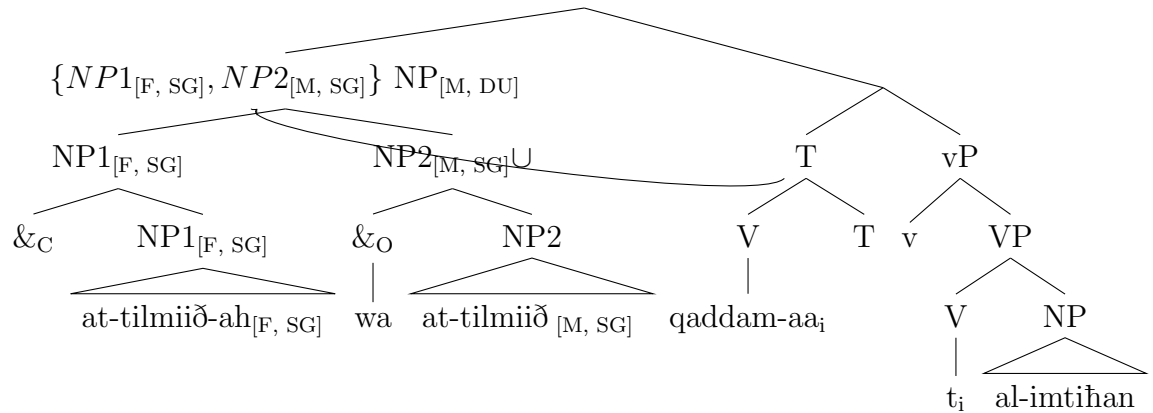 {NP1[F, SG], NP2[M, SG]} NP[M, DU]
NP1[F, SG] NP2[M, SG]∪ T vP
&C NP1[F, SG] &O NP2 V T v VP
at-tilmiið-ah[F, SG] wa at-tilmiið [M, SG] qaddam-aai V NP
ti al-imtiħan